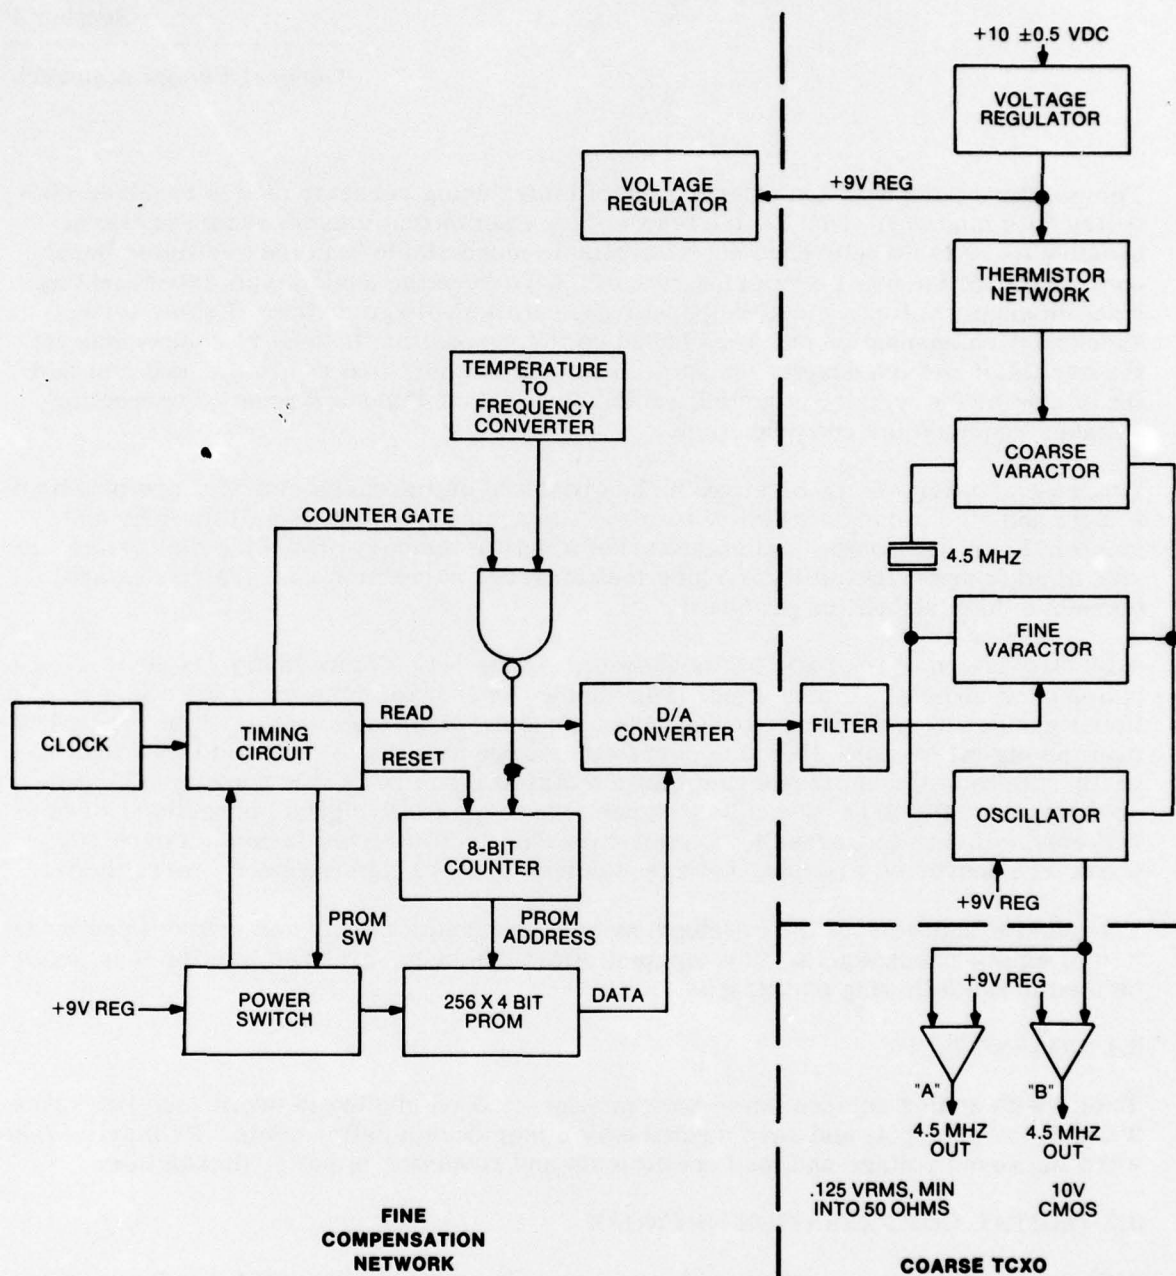 +10 ±0.5 VDC
VOLTAGE
REGULATOR
VOLTAGE
REGULATOR
+9V REG
THERMISTOR
NETWORK
TEMPERATURE
TO
FREQUENCY
CONVERTER
COARSE
VARACTOR
COUNTER GATE
4.5 MHZ
FINE
VARACTOR
CLOCK
TIMING
CIRCUIT
READ
RESET
D/A
CONVERTER
FILTER
OSCILLATOR
8-BIT
COUNTER
+9V REG
PROM
SW
PROM
ADDRESS
+9V REG
+9V REG
POWER
SWITCH
256 X 4 BIT
PROM
DATA
"A"
"B"
4.5 MHZ
OUT
4.5 MHZ
OUT
.125 VRMS, MIN
INTO 50 OHMS
10V
CMOS
FINE
COMPENSATION
NETWORK
COARSE TCXO